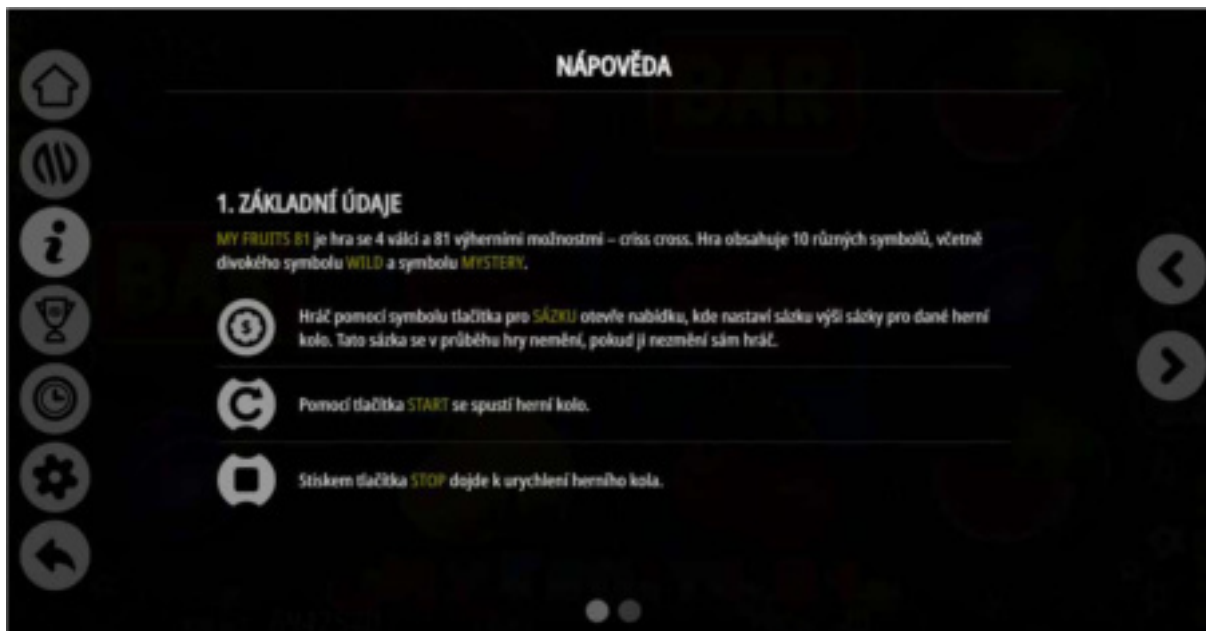 NÁPOVĚDA
1. ZÁKLADNÍ ÚDAJE
MY FRUITS 81 je hra se 4 válci a 81 výherními možnostmi – criss cross. Hra obsahuje 10 různých symbolů, včetně
divokého symbolu WILD a symbolu MYSTERY.
Hráč pomocí symbolu tlačítka pro SÁZKU otevře nabídku, kde nastaví sázku výši sázky pro dané herní
kolo. Tato sázka se v průběhu hry nemění, pokud ji nezmění sám hráč.
Pomocí tlačítka START se spustí herní kolo.
Stiskem tlačítka STOP dojde k urychlení herního kola.
BAR
BAR